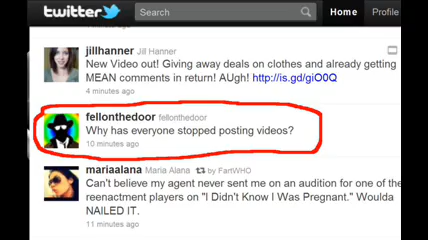 twitter Search Home Profile
jillhanner Jill Hanner
New Video out! Giving away deals on clothes and already getting
MEAN comments in return! AUgh! http://is.gd/giO0Q
4 minutes ago
fellonthedoor fellonthedoor
Why has everyone stopped posting videos?
10 minutes ago
mariaalana Maria Alana by FartWHO
Can't believe my agent never sent me on an audition for one of the
reenactment players on "I Didn't Know I Was Pregnant." Woulda
NAILED IT.
11 minutes ago